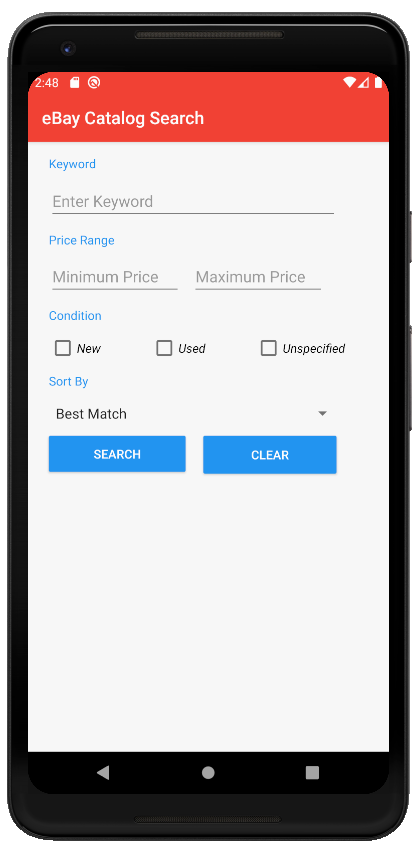 2:48
eBay Catalog Search
Keyword
Enter Keyword
Price Range
Minimum Price Maximum Price
Condition
New Used Unspecified
Sort By
Best Match
SEARCH CLEAR